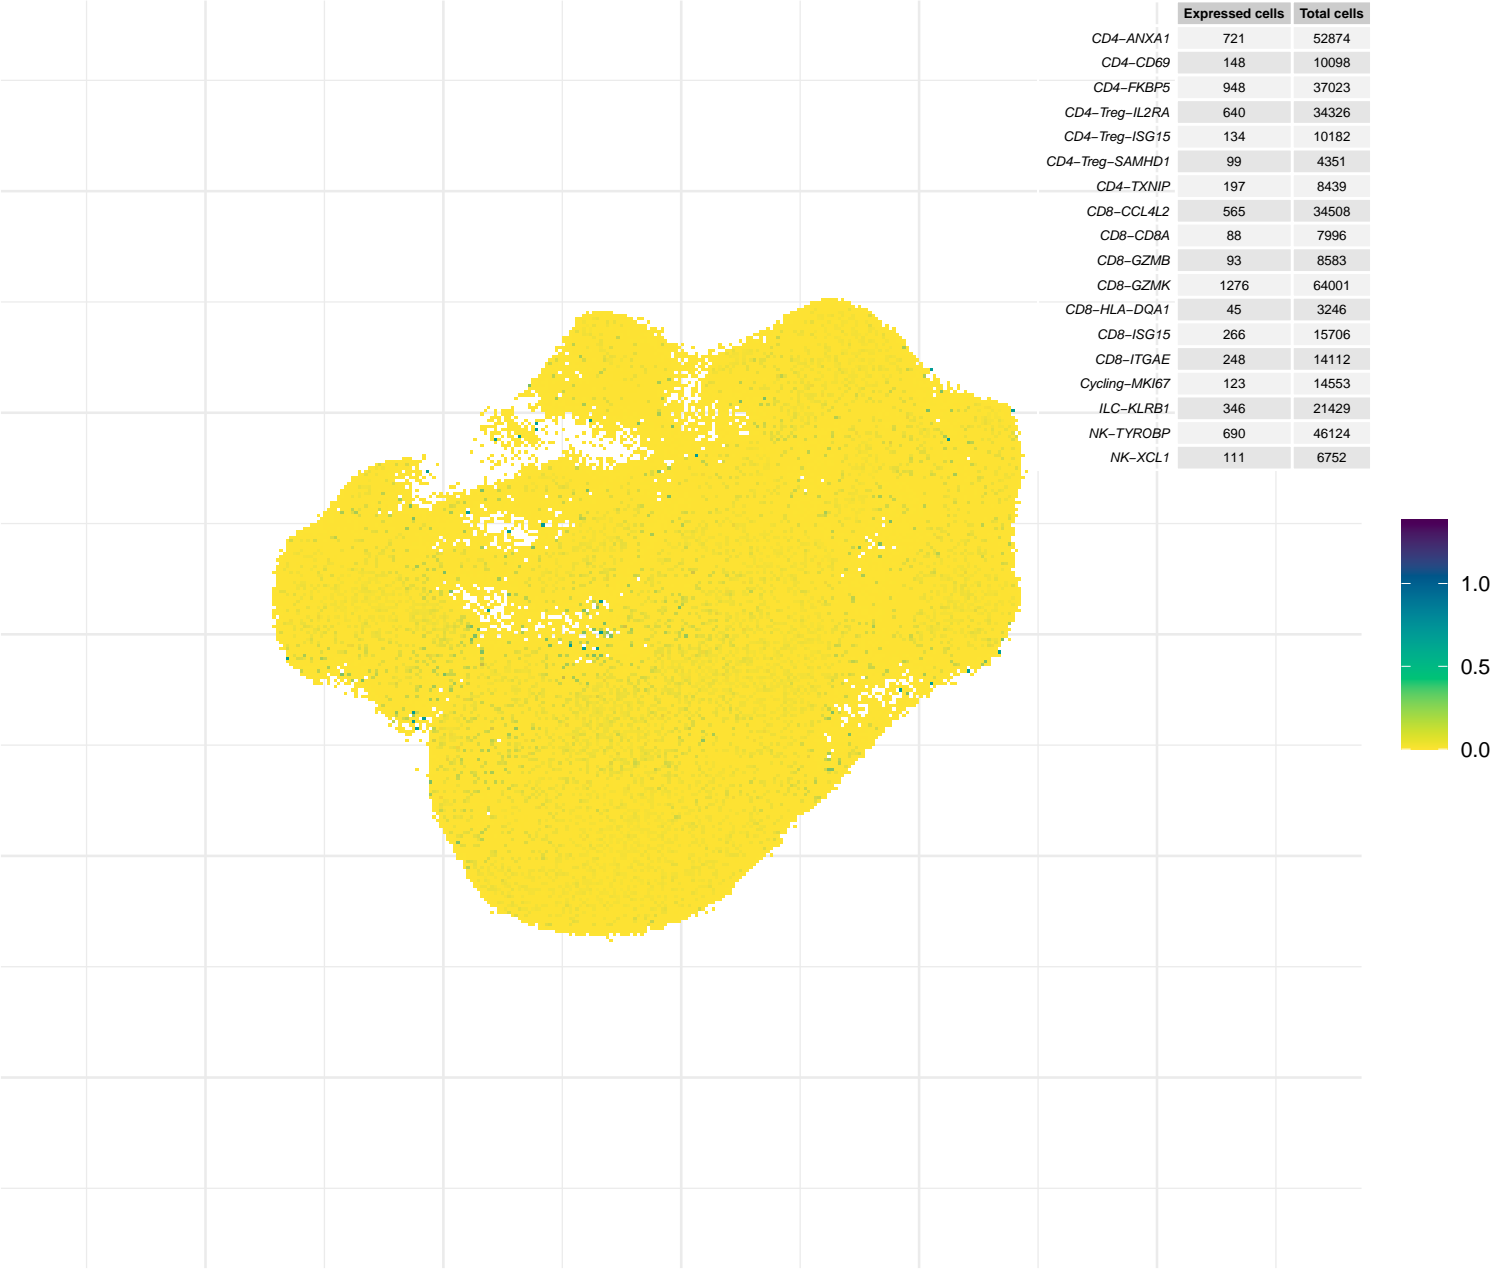 Expressed cells Total cells
CD4−ANXA1 721 52874
CD4−CD69 148 10098
CD4−FKBP5 948 37023
CD4−Treg−IL2RA 640 34326
CD4−Treg−ISG15 134 10182
CD4−Treg−SAMHD1 99 4351
CD4−TXNIP 197 8439
CD8−CCL4L2 565 34508
CD8−CD8A 88 7996
CD8−GZMB 93 8583
CD8−GZMK 1276 64001
CD8−HLA−DQA1 45 3246
CD8−ISG15 266 15706
CD8−ITGAE 248 14112
Cycling−MKI67 123 14553
ILC−KLRB1 346 21429
NK−TYROBP 690 46124
NK−XCL1 111 6752
1.0
0.5
0.0